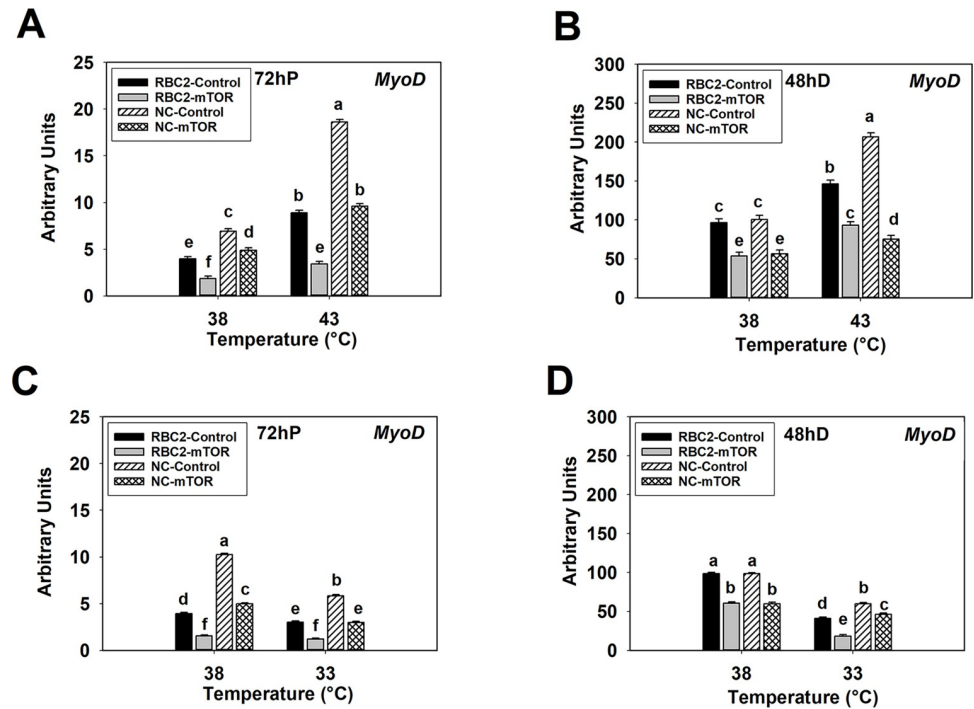 A
72hP
MyoD
RBC2-Control
RBC2-mTOR
NC-Control
NC-mTOR
Arbitrary Units
25
20
15
10
5
0
e
f
c
d
b
e
a
b
38
43
Temperature (°C)
B
48hD
MyoD
RBC2-Control
RBC2-mTOR
NC-Control
NC-mTOR
Arbitrary Units
300
250
200
150
100
50
0
c
e
c
e
b
c
a
d
38
43
Temperature (°C)
C
72hP
MyoD
RBC2-Control
RBC2-mTOR
NC-Control
NC-mTOR
Arbitrary Units
25
20
15
10
5
0
d
f
a
c
e
f
b
e
38
33
Temperature (°C)
D
48hD
MyoD
RBC2-Control
RBC2-mTOR
NC-Control
NC-mTOR
Arbitrary Units
300
250
200
150
100
50
0
a
b
a
b
d
e
b
c
38
33
Temperature (°C)